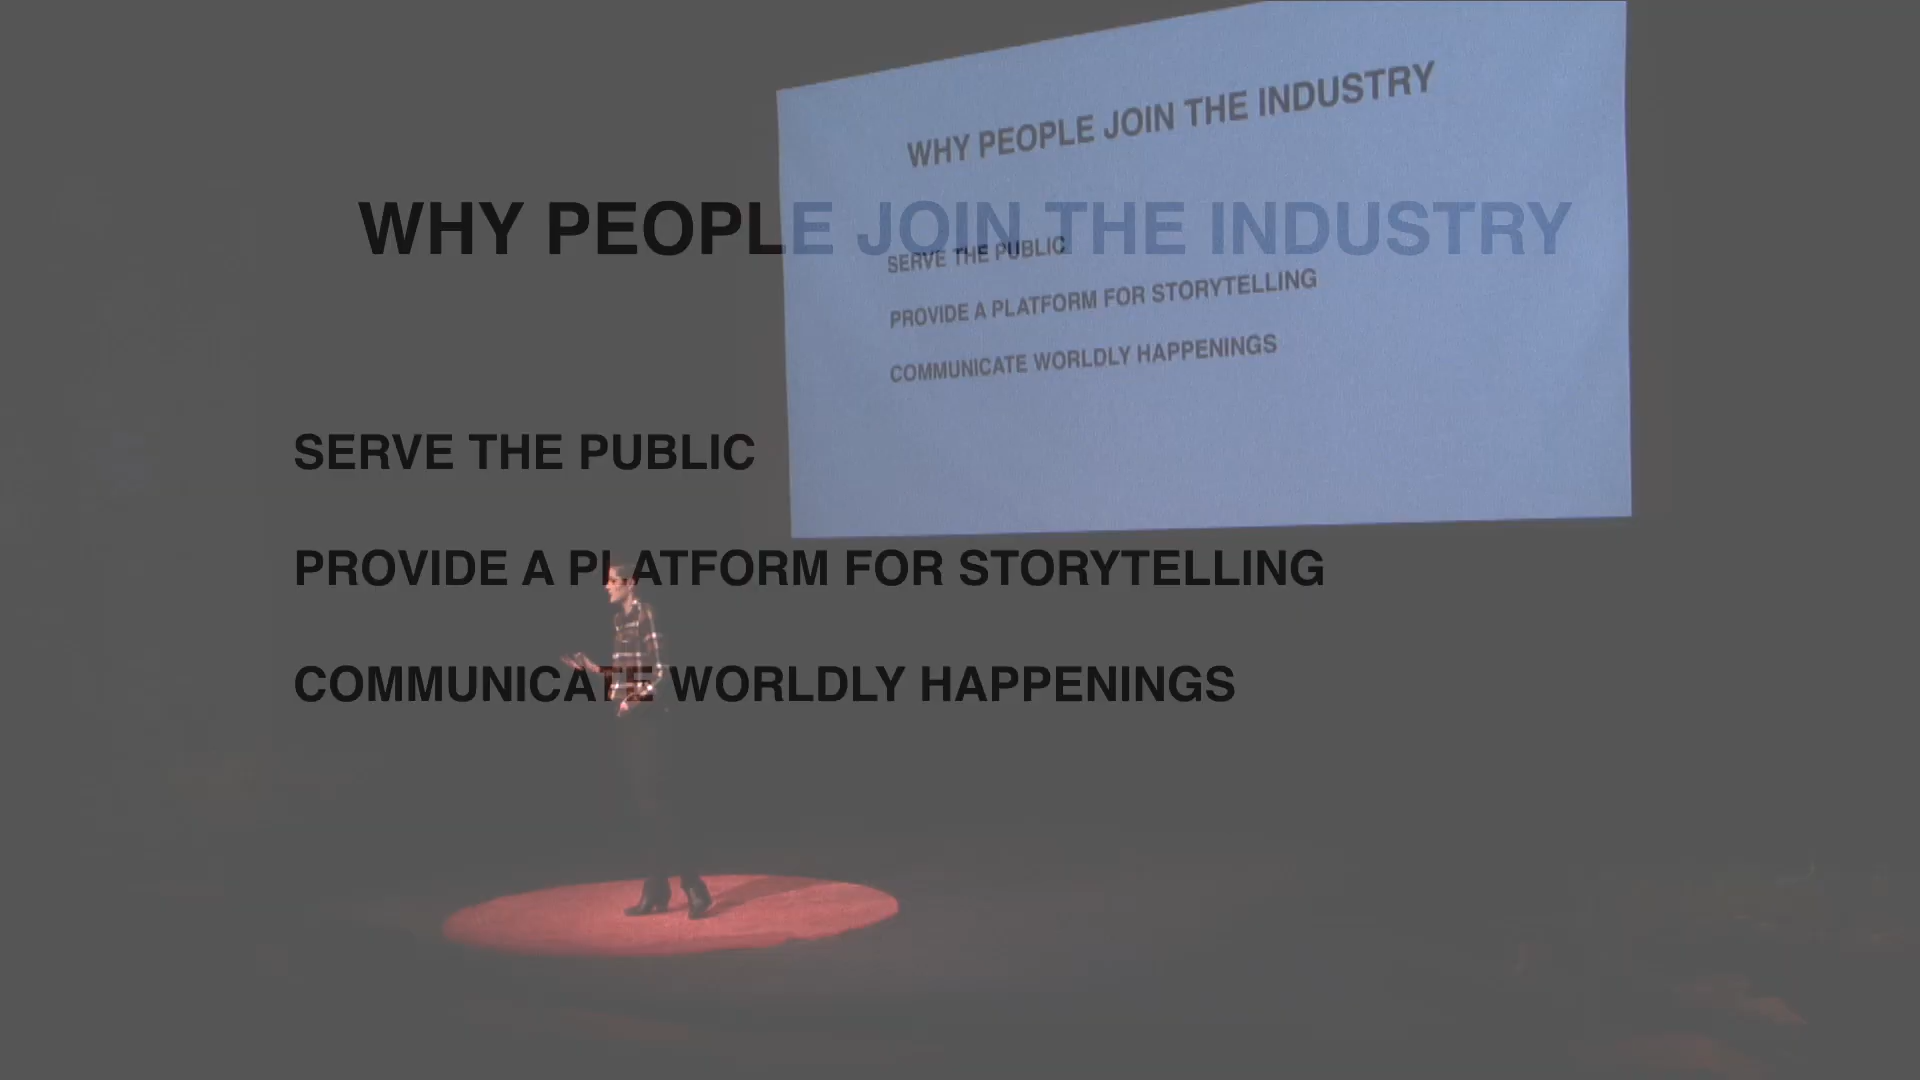 WHY PEOPLE JOIN THE INDUSTRY
SERVE THE PUBLIC
PROVIDE A PLATFORM FOR STORYTELLING
COMMUNICATE WORLDLY HAPPENINGS
WHY PEOPLE JOIN THE INDUSTRY
SERVE THE PUBLIC
PROVIDE A PLATFORM FOR STORYTELLING
COMMUNICATE WORLDLY HAPPENINGS